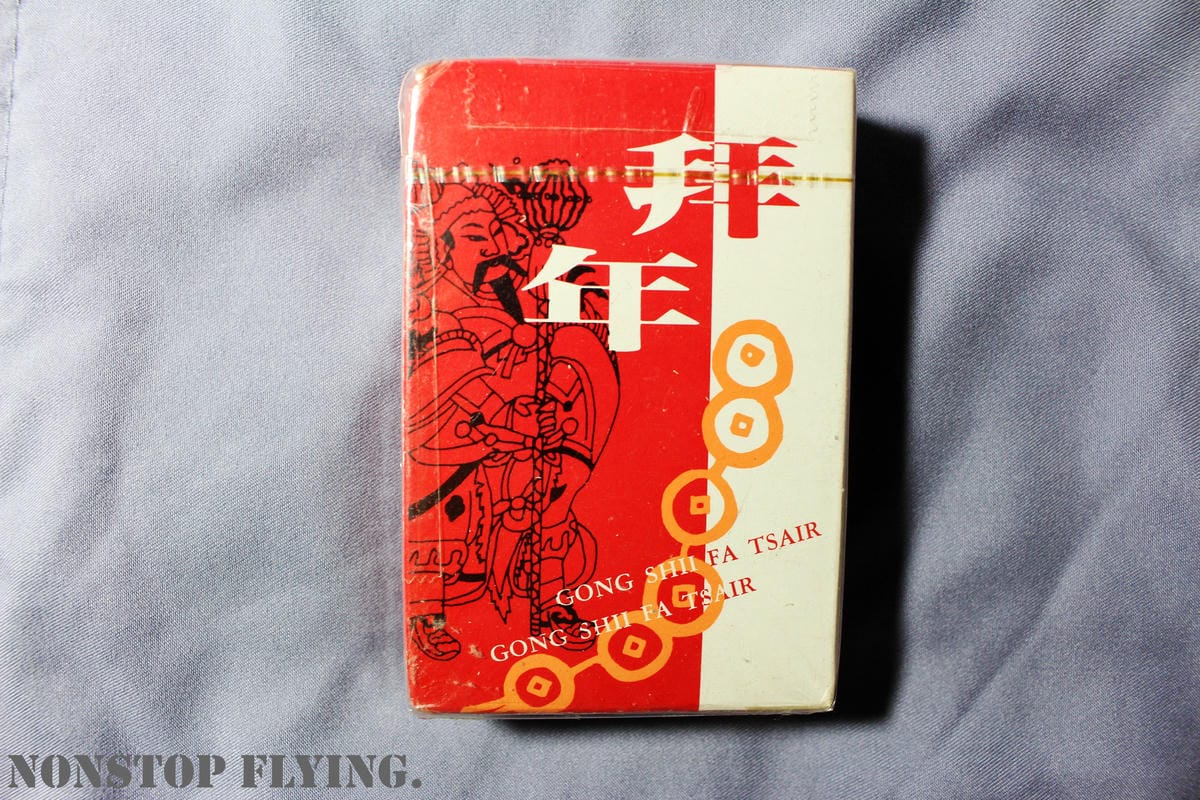 拜
年
GONG SHII FA TSAIR
GONG SHII FA TSAIR
NONSTOP FLYING.